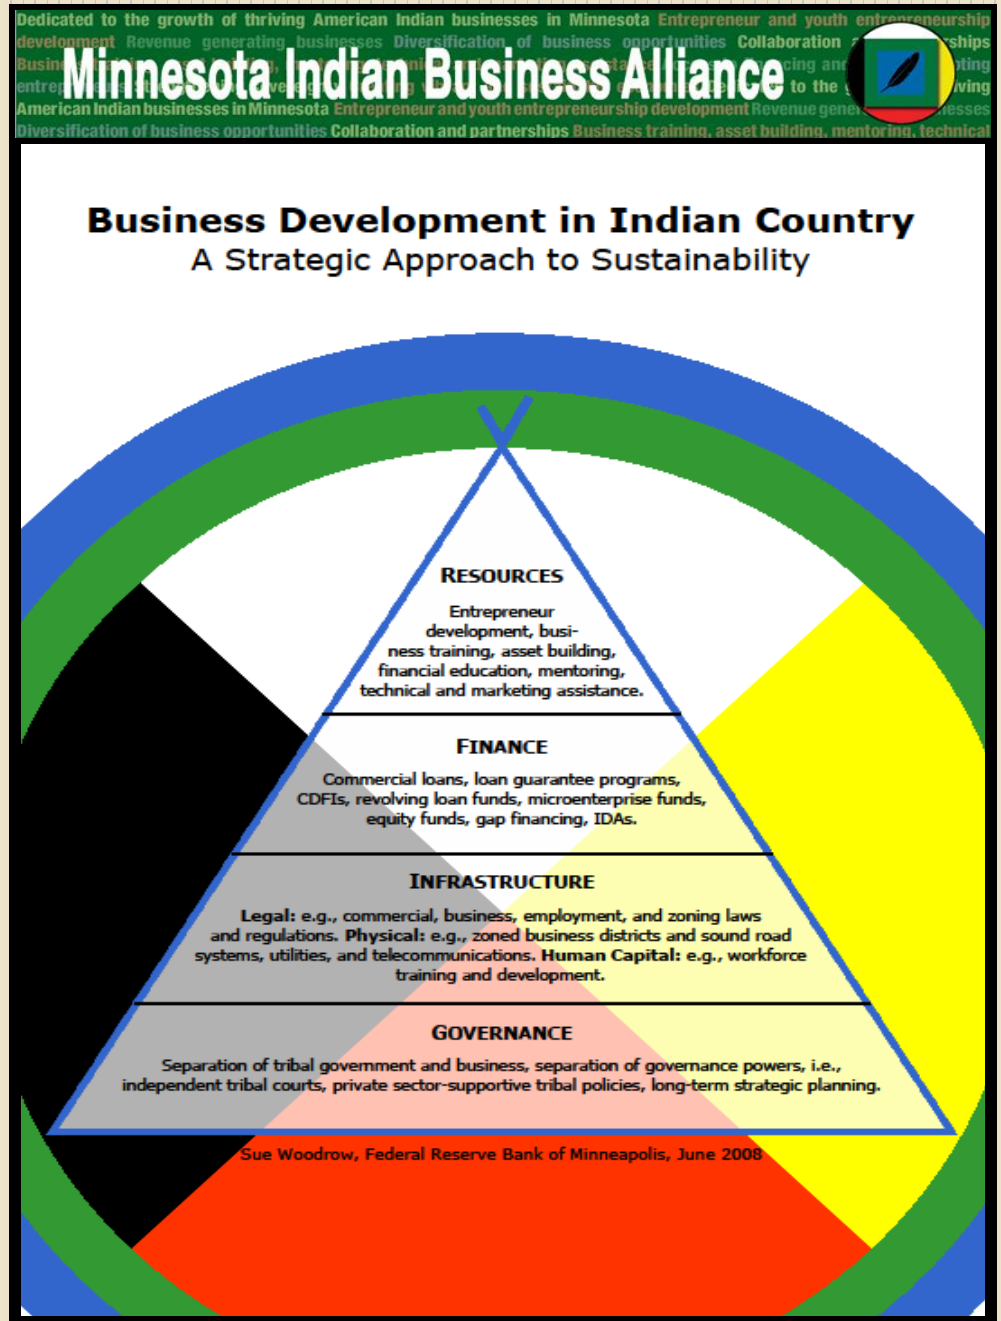 Dedicated to the growth of thriving American Indian businesses in Minnesota Entrepreneur and youth entrepreneurship
development Revenue generating businesses Diversification of business opportunities Collaboration
Minnesota Indian Business Alliance
American Indian businesses in Minnesota Entrepreneur and youth entrepreneurship development Revenue
Diversification of business opportunities Collaboration and partnerships Business training, asset building, mentoring, technical
Business Development in Indian Country
A Strategic Approach to Sustainability
RESOURCES
Entrepreneur
development, busi-
ness training, asset building,
financial education, mentoring,
technical and marketing assistance.
FINANCE
Commercial loans, loan guarantee programs,
CDFIs, revolving loan funds, microenterprise funds,
equity funds, gap financing, IDAs.
INFRASTRUCTURE
Legal: e.g., commercial, business, employment, and zoning laws
and regulations. Physical: e.g., zoned business districts and sound road
systems, utilities, and telecommunications. Human Capital: e.g., workforce
training and development.
GOVERNANCE
Separation of tribal government and business, separation of governance powers, i.e.,
independent tribal courts, private sector-supportive tribal policies, long-term strategic planning.
Sue Woodrow, Federal Reserve Bank of Minneapolis, June 2008